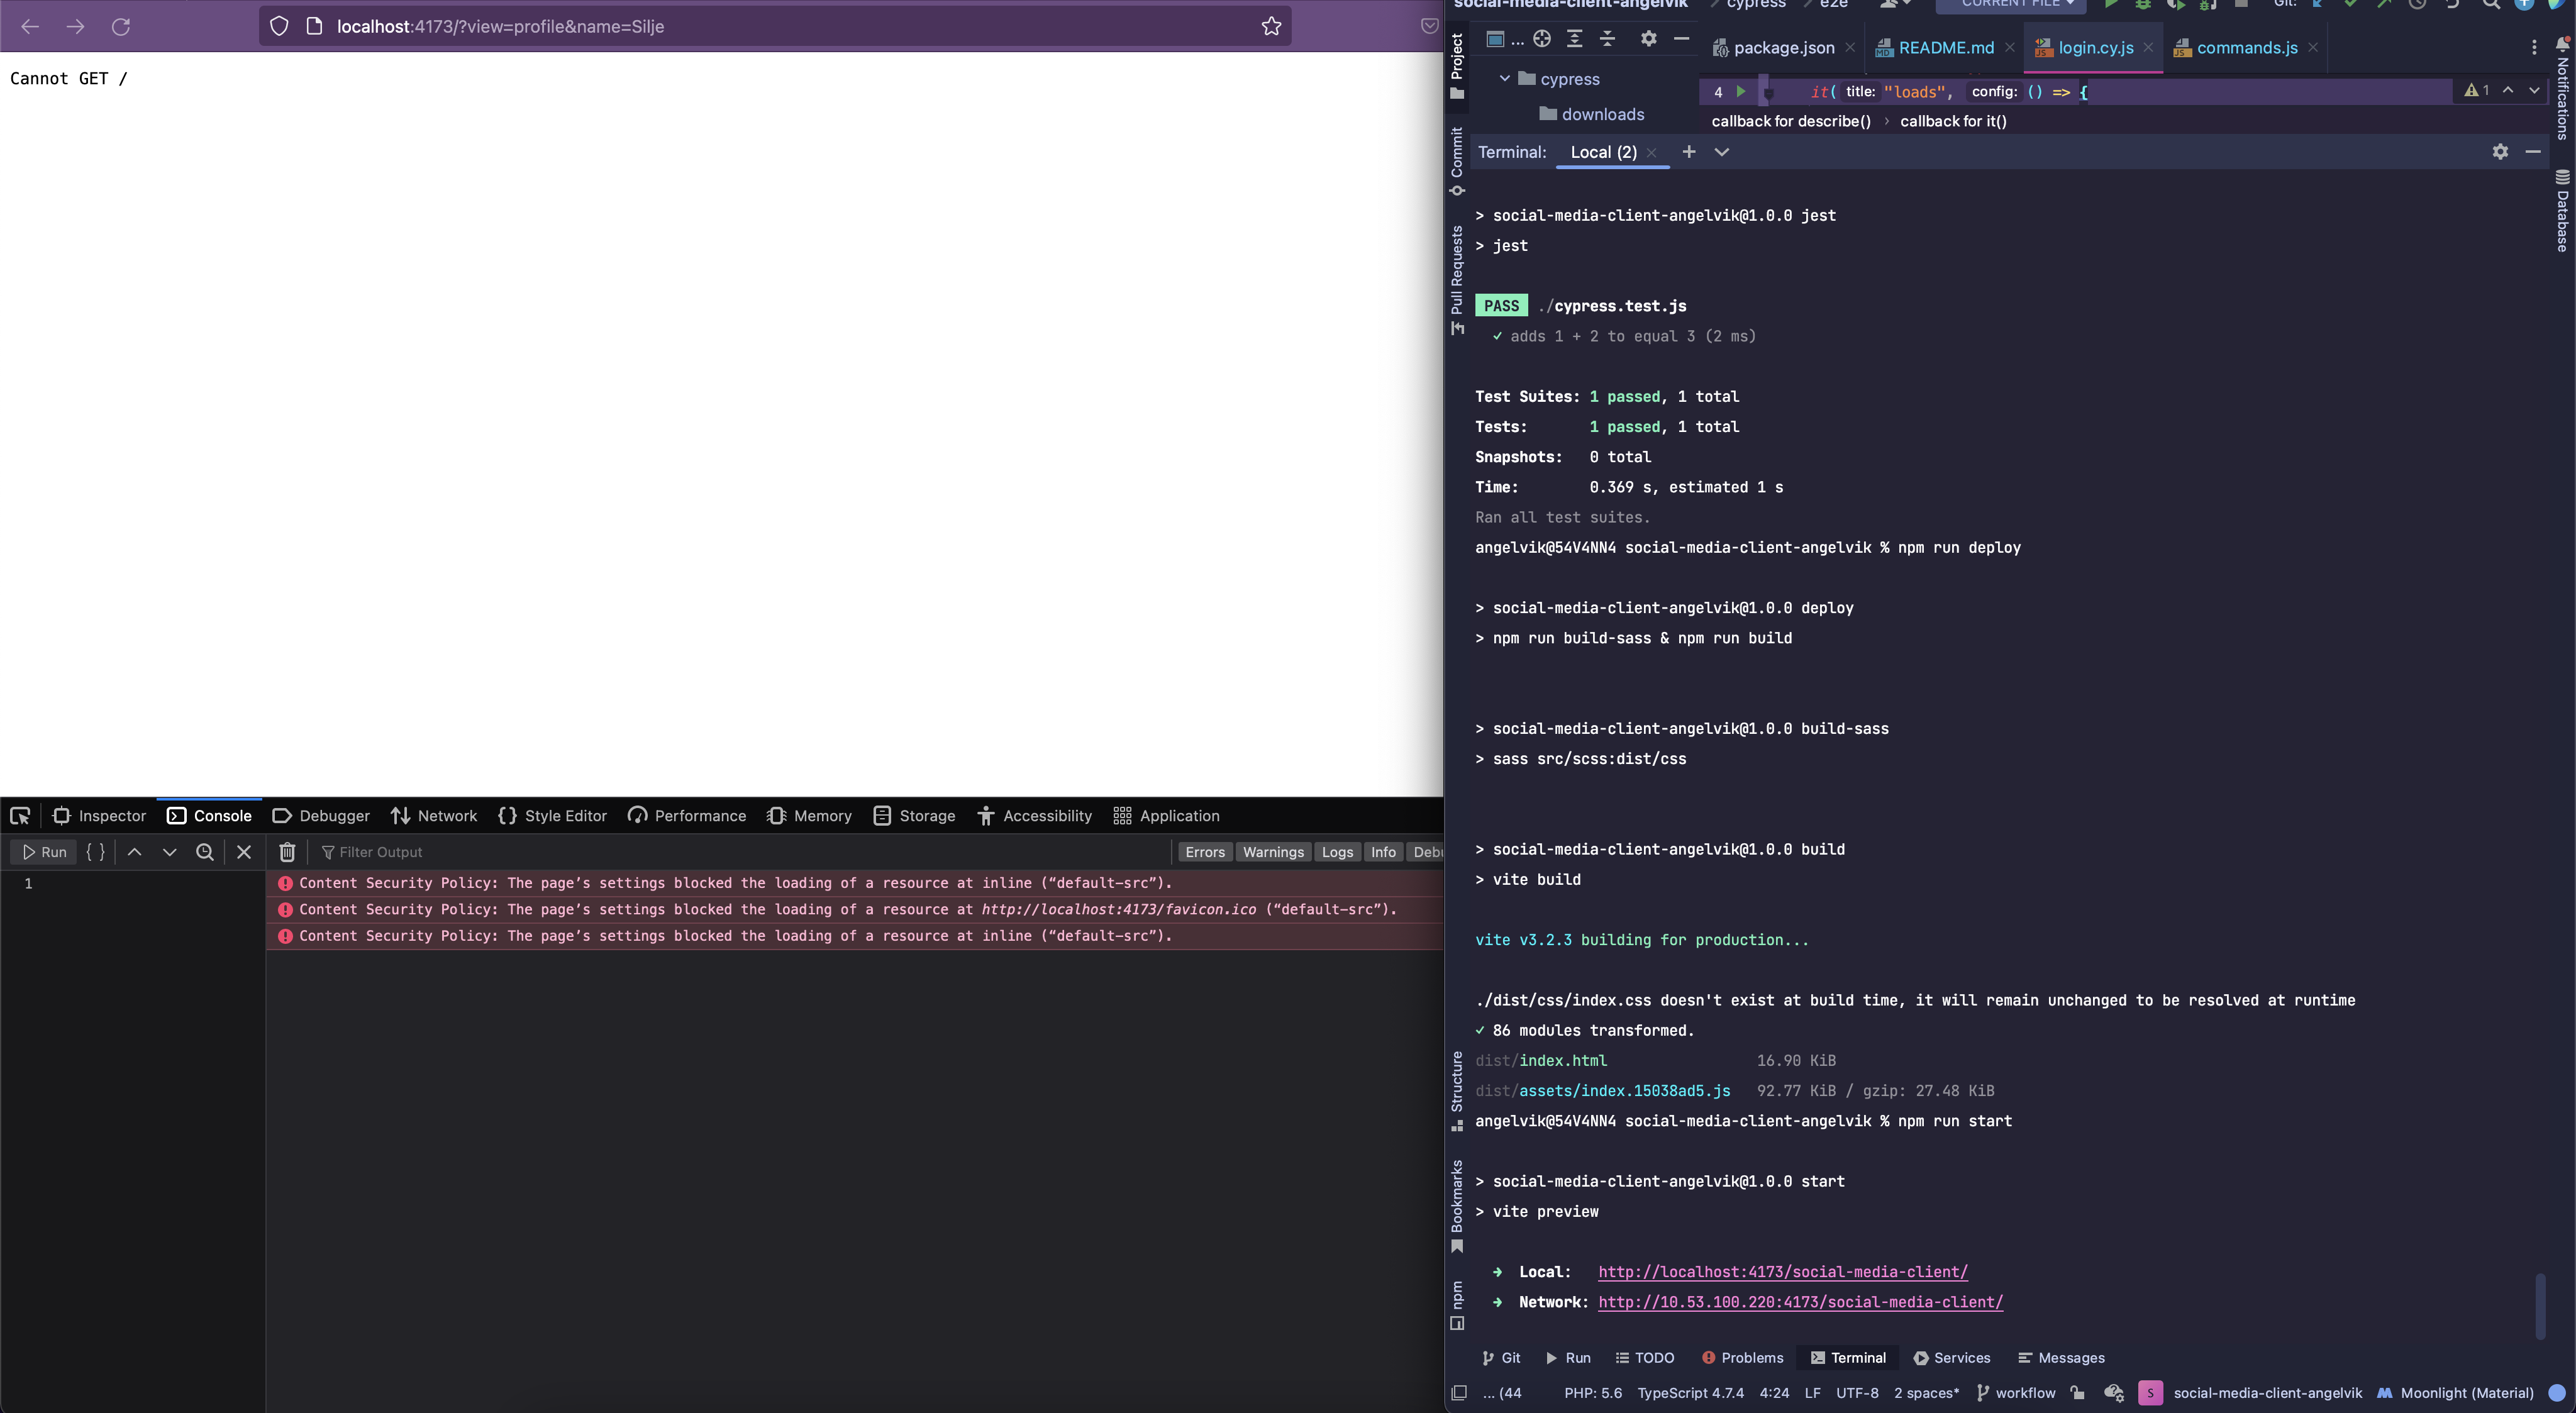 localhost:4173/?view=profile&name=Silje
Cannot GET /
Inspector Console Debugger Network Style Editor Performance Memory Storage Accessibility Application
Run Filter Output Errors Warnings Logs Info Debu
1
Content Security Policy: The page’s settings blocked the loading of a resource at inline (“default-src”).
Content Security Policy: The page’s settings blocked the loading of a resource at http://localhost:4173/favicon.ico (“default-src”).
Content Security Policy: The page’s settings blocked the loading of a resource at inline (“default-src”).
social-media-client-angelvik cypress e2e CURRENT FILE Git:
Project
Commit
Pull Requests
Structure
Bookmarks
npm
Notifications
Database
...
package.json README.md login.cy.js commands.js
cypress
downloads
4 it( title: "loads", config: () => {
1
callback for describe() › callback for it()
Terminal: Local (2)
> social-media-client-angelvik@1.0.0 jest
> jest
PASS ./cypress.test.js
✓ adds 1 + 2 to equal 3 (2 ms)
Test Suites: 1 passed, 1 total
Tests: 1 passed, 1 total
Snapshots: 0 total
Time: 0.369 s, estimated 1 s
Ran all test suites.
angelvik@54V4NN4 social-media-client-angelvik % npm run deploy
> social-media-client-angelvik@1.0.0 deploy
> npm run build-sass & npm run build
> social-media-client-angelvik@1.0.0 build-sass
> sass src/scss:dist/css
> social-media-client-angelvik@1.0.0 build
> vite build
vite v3.2.3 building for production...
./dist/css/index.css doesn't exist at build time, it will remain unchanged to be resolved at runtime
✓ 86 modules transformed.
dist/index.html 16.90 KiB
dist/assets/index.15038ad5.js 92.77 KiB / gzip: 27.48 KiB
angelvik@54V4NN4 social-media-client-angelvik % npm run start
> social-media-client-angelvik@1.0.0 start
> vite preview
➜ Local: http://localhost:4173/social-media-client/
➜ Network: http://10.53.100.220:4173/social-media-client/
Git Run TODO Problems Terminal Services Messages
... (44 PHP: 5.6 TypeScript 4.7.4 4:24 LF UTF-8 2 spaces* workflow S social-media-client-angelvik Moonlight (Material)